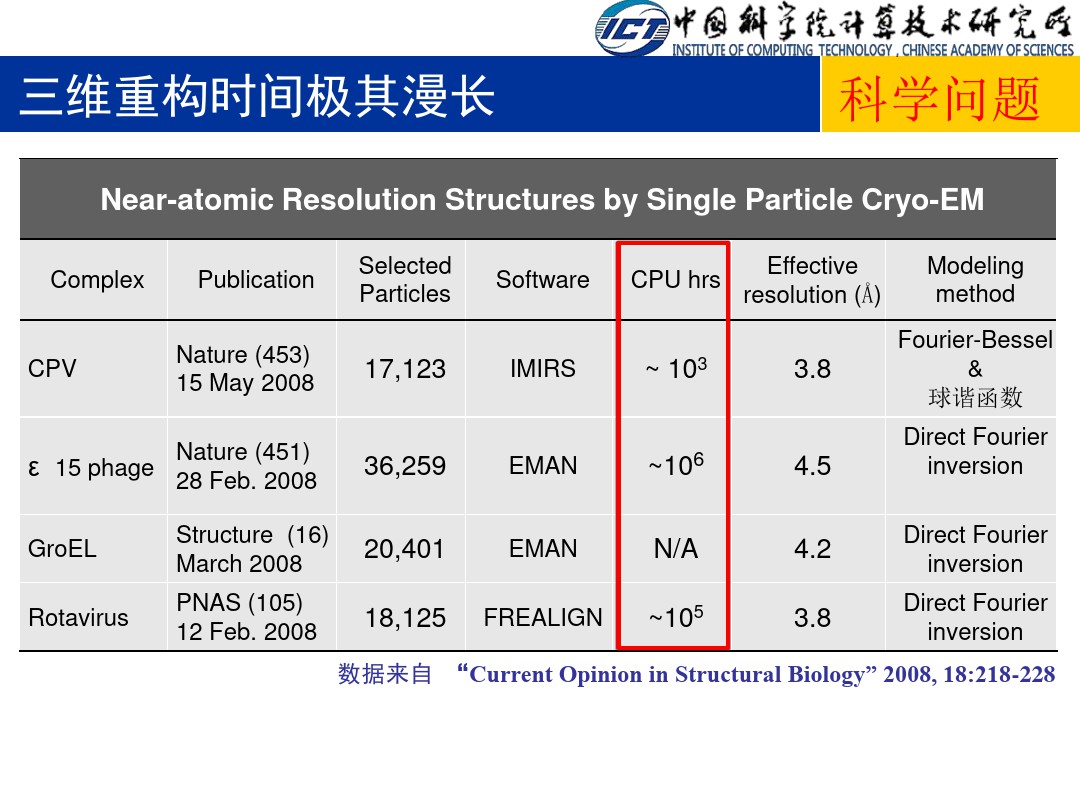 ICT 中国科学院计算技术研究所
INSTITUTE OF COMPUTING TECHNOLOGY , CHINESE ACADEMY OF SCIENCES
三维重构时间极其漫长
科学问题
Near-atomic Resolution Structures by Single Particle Cryo-EM
Complex
Publication
Selected
Particles
Software
CPU hrs
Effective
resolution (Å)
Modeling
method
CPV
Nature (453)
15 May 2008
17,123
IMIRS
~ 10³
3.8
Fourier-Bessel
&
球谐函数
ε 15 phage
Nature (451)
28 Feb. 2008
36,259
EMAN
~10⁶
4.5
Direct Fourier
inversion
GroEL
Structure (16)
March 2008
20,401
EMAN
N/A
4.2
Direct Fourier
inversion
Rotavirus
PNAS (105)
12 Feb. 2008
18,125
FREALIGN
~10⁵
3.8
Direct Fourier
inversion
数据来自 “Current Opinion in Structural Biology” 2008, 18:218-228